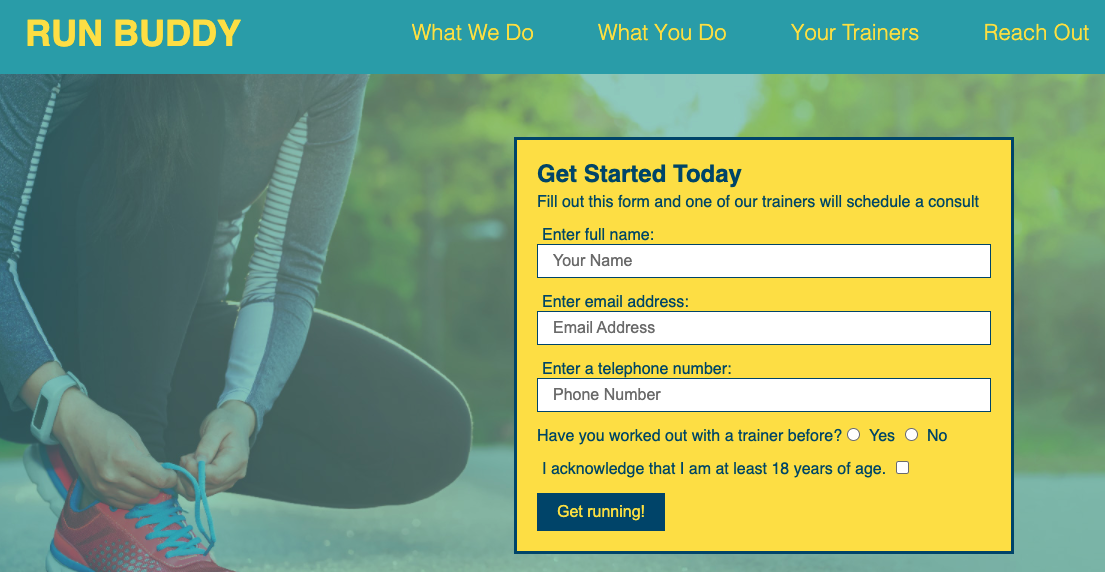 RUN BUDDY
What We Do What You Do Your Trainers Reach Out
Get Started Today
Fill out this form and one of our trainers will schedule a consult
Enter full name:
Your Name
Enter email address:
Email Address
Enter a telephone number:
Phone Number
Have you worked out with a trainer before? Yes No
I acknowledge that I am at least 18 years of age.
Get running!